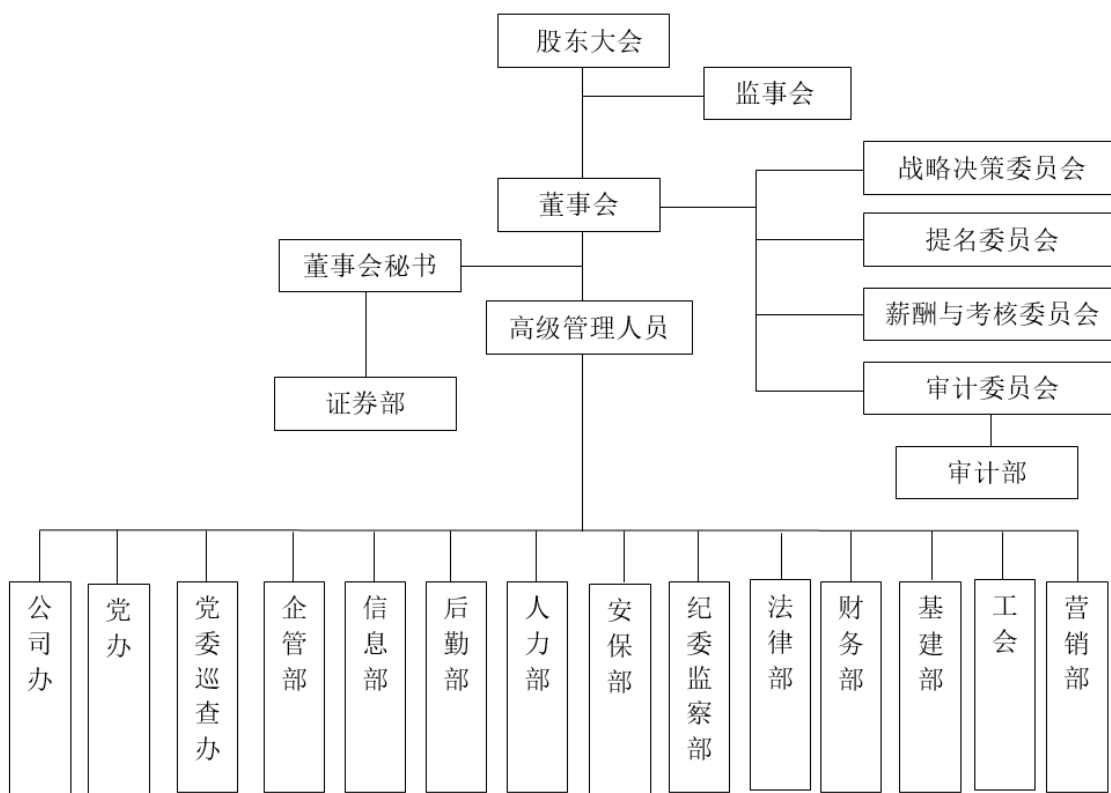 股东大会
监事会
战略决策委员会
董事会
提名委员会
董事会秘书
高级管理人员
薪酬与考核委员会
证券部
审计委员会
审计部
公司办
党办
党委巡查办
企管部
信息部
后勤部
人力部
安保部
纪委监察部
法律部
财务部
基建部
工会
营销部